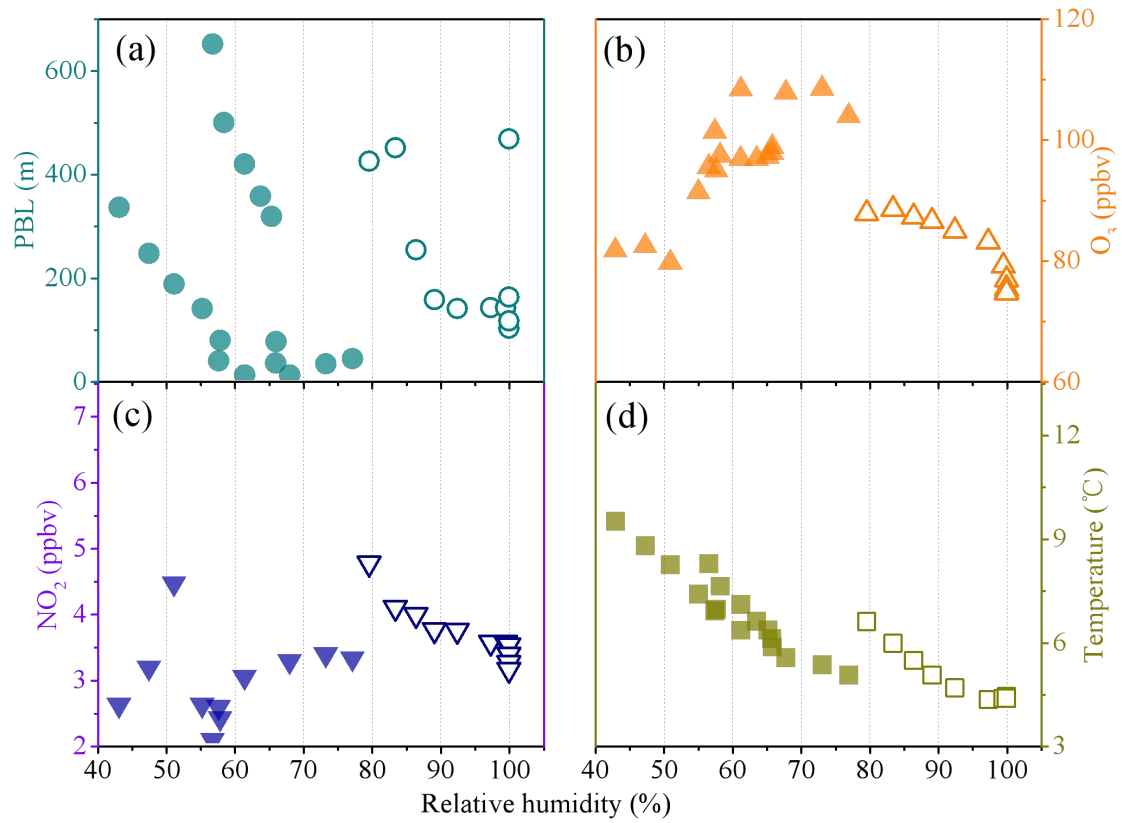 (a)
600
400
200
0
PBL (m)
(b)
120
100
80
60
O₃ (ppbv)
(c)
7
6
5
4
3
2
NO₂ (ppbv)
40 50 60 70 80 90 100
(d)
12
9
6
3
Temperature (℃)
40 50 60 70 80 90 100
Relative humidity (%)